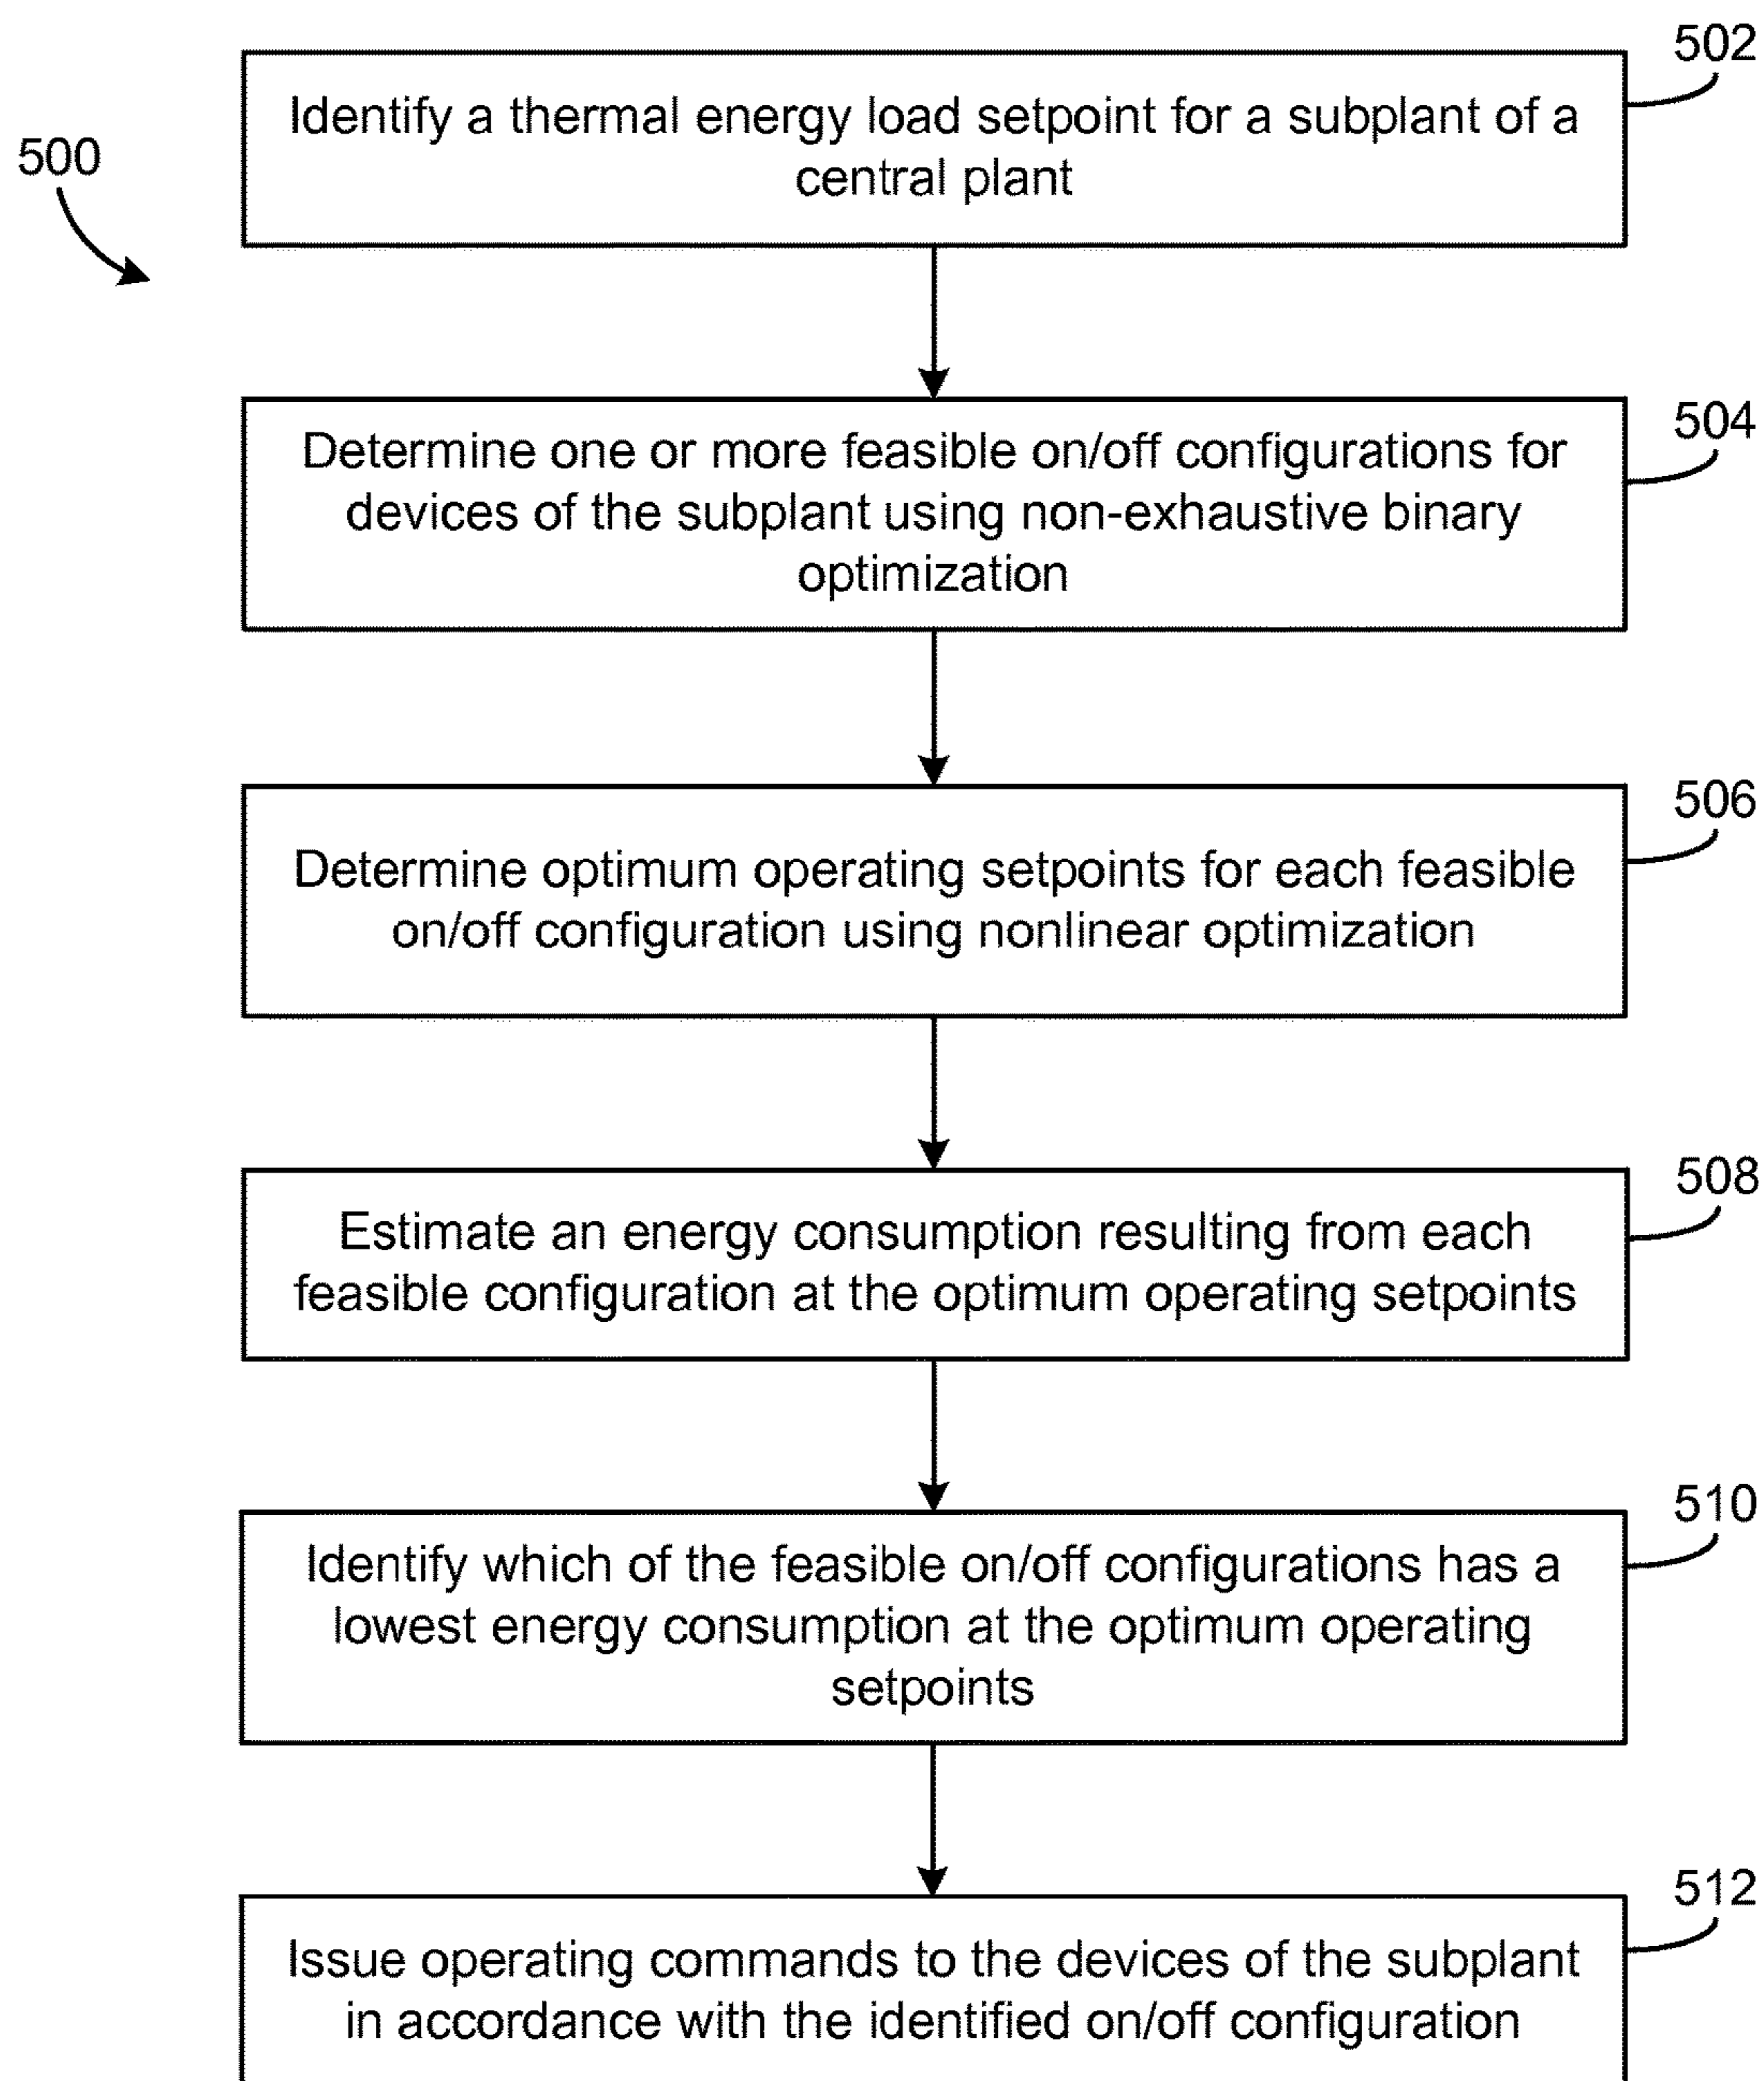 502
Identify a thermal energy load setpoint for a subplant of a
central plant
500
504
Determine one or more feasible on/off configurations for
devices of the subplant using non-exhaustive binary
optimization
506
Determine optimum operating setpoints for each feasible
on/off configuration using nonlinear optimization
508
Estimate an energy consumption resulting from each
feasible configuration at the optimum operating setpoints
510
Identify which of the feasible on/off configurations has a
lowest energy consumption at the optimum operating
setpoints
512
Issue operating commands to the devices of the subplant
in accordance with the identified on/off configuration